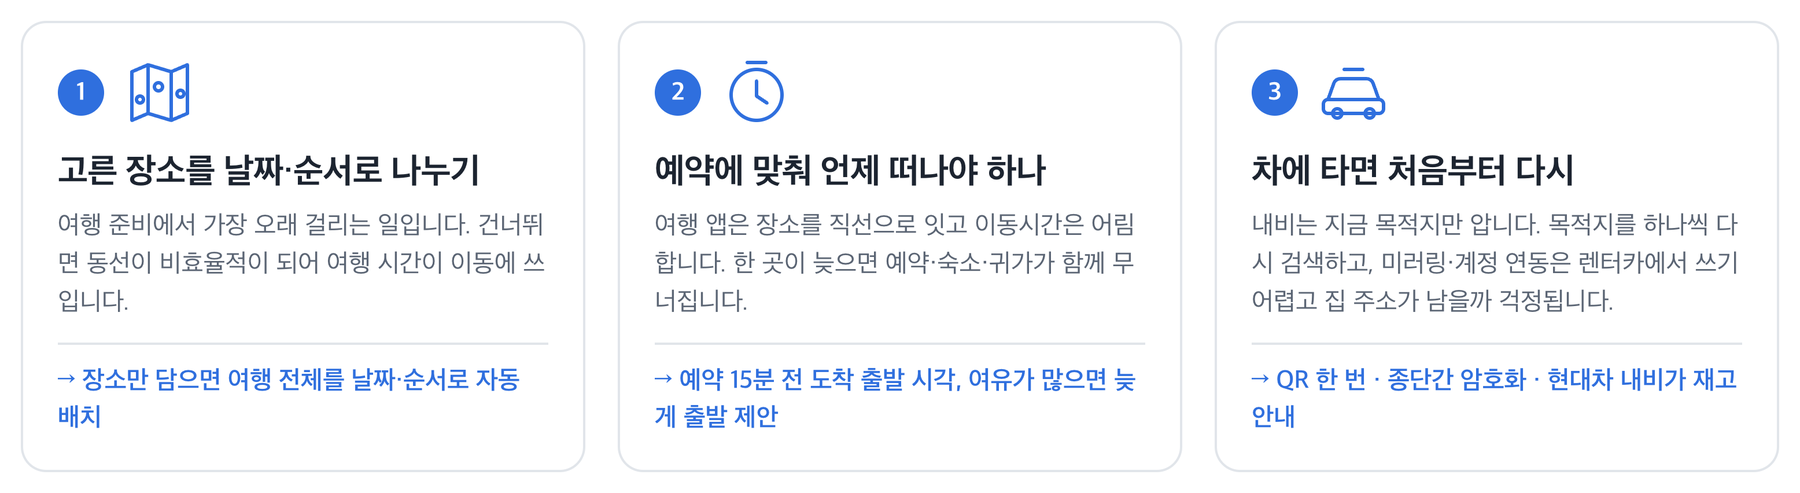 1
고른 장소를 날짜·순서로 나누기
여행 준비에서 가장 오래 걸리는 일입니다. 건너뛰
면 동선이 비효율적이 되어 여행 시간이 이동에 쓰
입니다.
→ 장소만 담으면 여행 전체를 날짜·순서로 자동
배치
2
예약에 맞춰 언제 떠나야 하나
여행 앱은 장소를 직선으로 잇고 이동시간은 어림
합니다. 한 곳이 늦으면 예약·숙소·귀가가 함께 무
너집니다.
→ 예약 15분 전 도착 출발 시각, 여유가 많으면 늦
게 출발 제안
3
차에 타면 처음부터 다시
내비는 지금 목적지만 압니다. 목적지를 하나씩 다
시 검색하고, 미러링·계정 연동은 렌터카에서 쓰기
어렵고 집 주소가 남을까 걱정됩니다.
→ QR 한 번 · 종단간 암호화 · 현대차 내비가 재고
안내